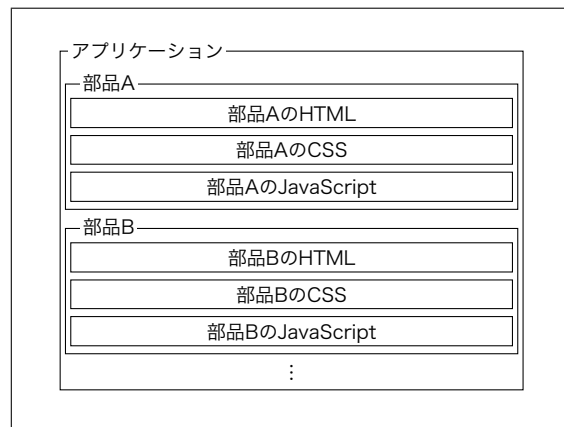 アプリケーション
部品A
部品AのHTML
部品AのCSS
部品AのJavaScript
部品B
部品BのHTML
部品BのCSS
部品BのJavaScript
⋮